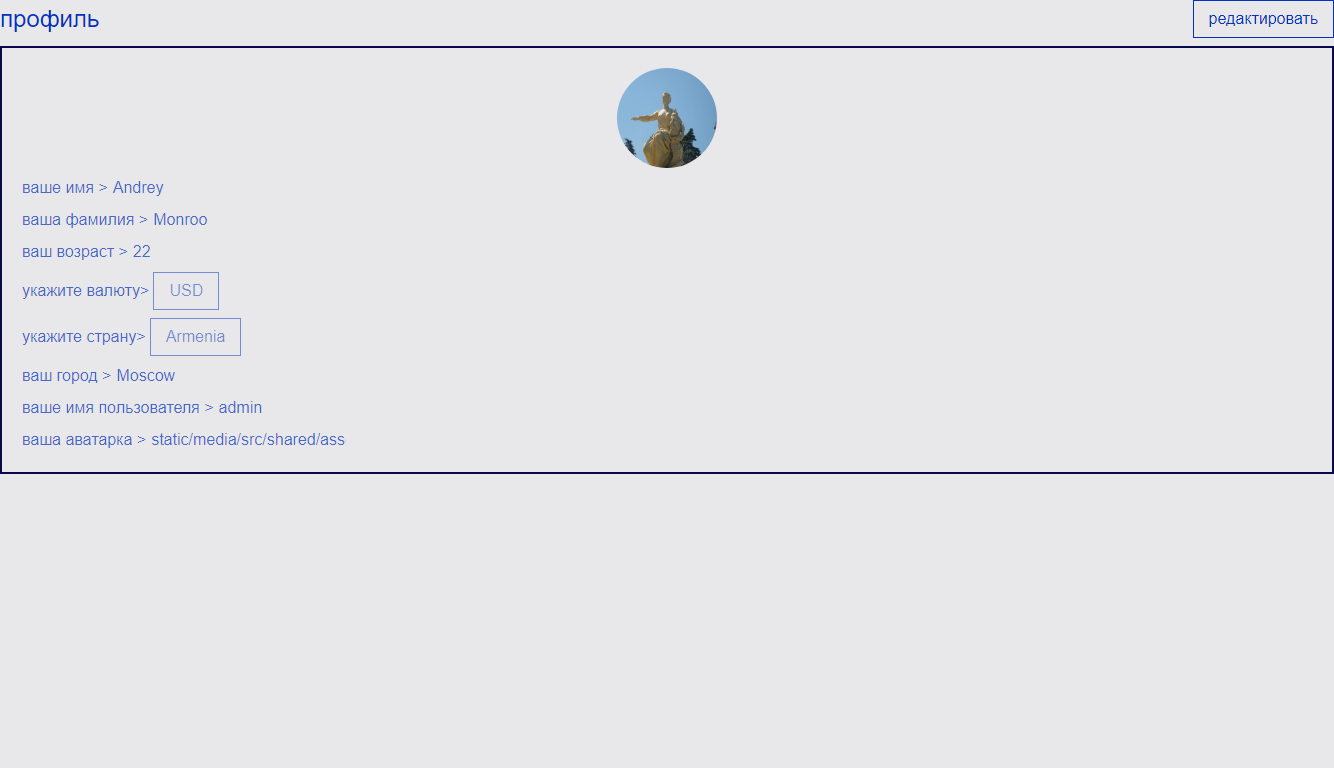 профиль
редактировать
ваше имя > Andrey
ваша фамилия > Monroo
ваш возраст > 22
укажите валюту> USD
укажите страну> Armenia
ваш город > Moscow
ваше имя пользователя > admin
ваша аватарка > static/media/src/shared/ass